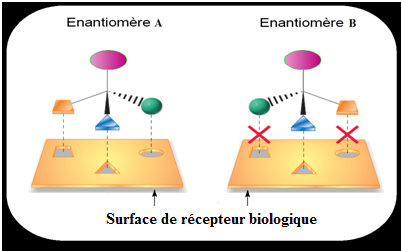 Enantiomère A
Enantiomère B
Surface de récepteur biologique